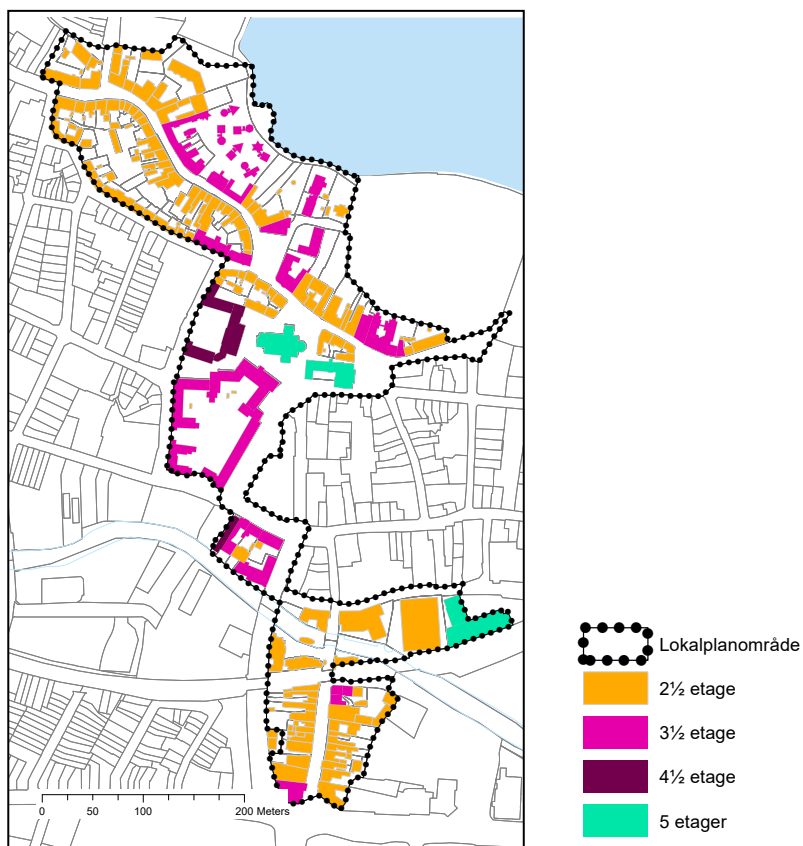 Lokalplanområde
2½ etage
3½ etage
4½ etage
5 etager
0 50 100 200 Meters